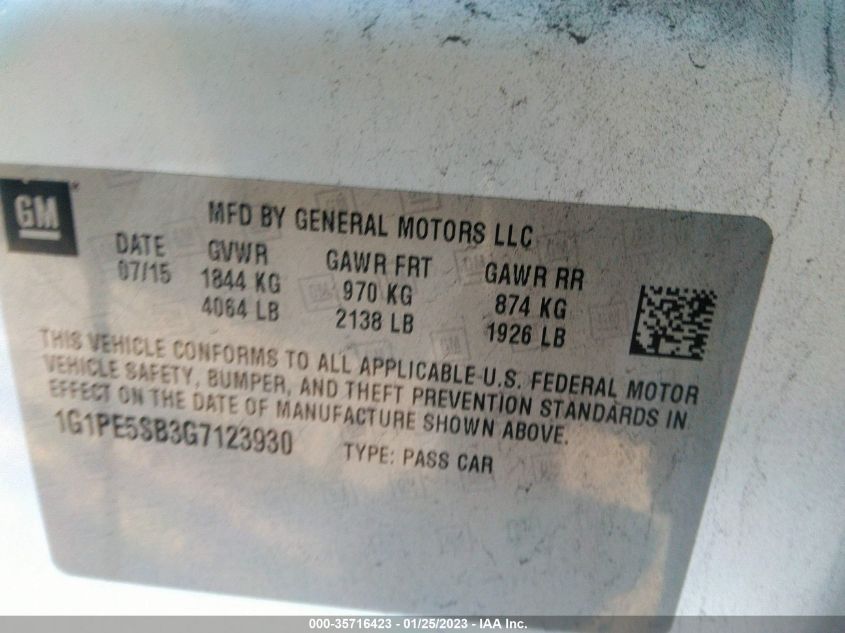 GM
MFD BY GENERAL MOTORS LLC
DATE GVWR GAWR FRT GAWR RR
07/15 1844 KG 970 KG 874 KG
4064 LB 2138 LB 1926 LB
THIS VEHICLE CONFORMS TO ALL APPLICABLE U.S. FEDERAL MOTOR
VEHICLE SAFETY, BUMPER, AND THEFT PREVENTION STANDARDS IN
EFFECT ON THE DATE OF MANUFACTURE SHOWN ABOVE.
1G1PE5SB3G7123930 TYPE: PASS CAR
000-35716423 - 01/25/2023 - IAA Inc.